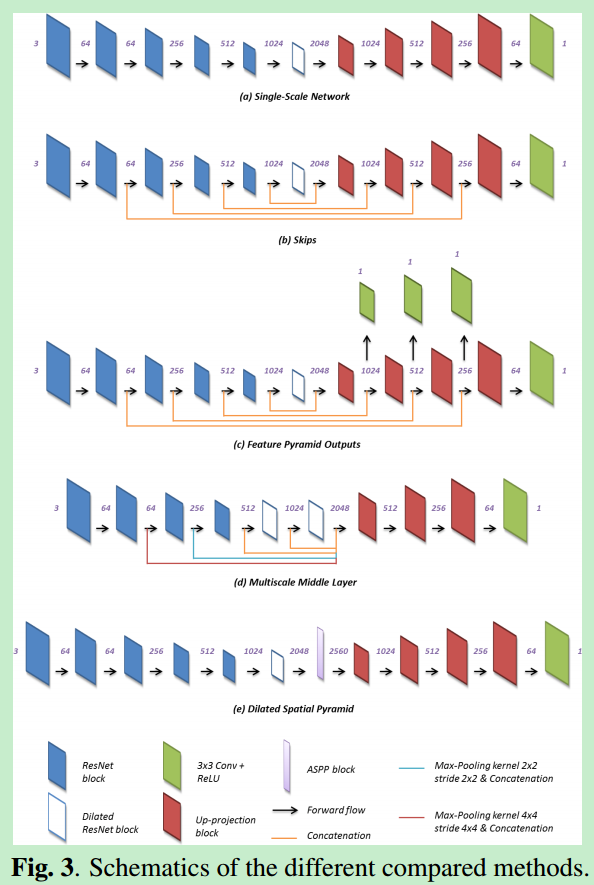 3 64 64 256 512 1024 2048 1024 512 256 64 1
(a) Single-Scale Network
3 64 64 256 512 1024 2048 1024 512 256 64 1
(b) Skips
1 1 1
3 64 64 256 512 1024 2048 1024 512 256 64 1
(c) Feature Pyramid Outputs
3 64 64 256 512 1024 2048 512 256 64 1
(d) Multiscale Middle Layer
3 64 64 256 512 1024 2560 1024 512 256 64 1
(e) Dilated Spatial Pyramid
ResNet
block
3x3 Conv +
ReLU
ASPP block
Max-Pooling kernel 2x2
stride 2x2 & Concatenation
Dilated
ResNet block
Up-projection
block
Forward flow
Concatenation
Max-Pooling kernel 4x4
stride 4x4 & Concatenation
Fig. 3. Schematics of the different compared methods.